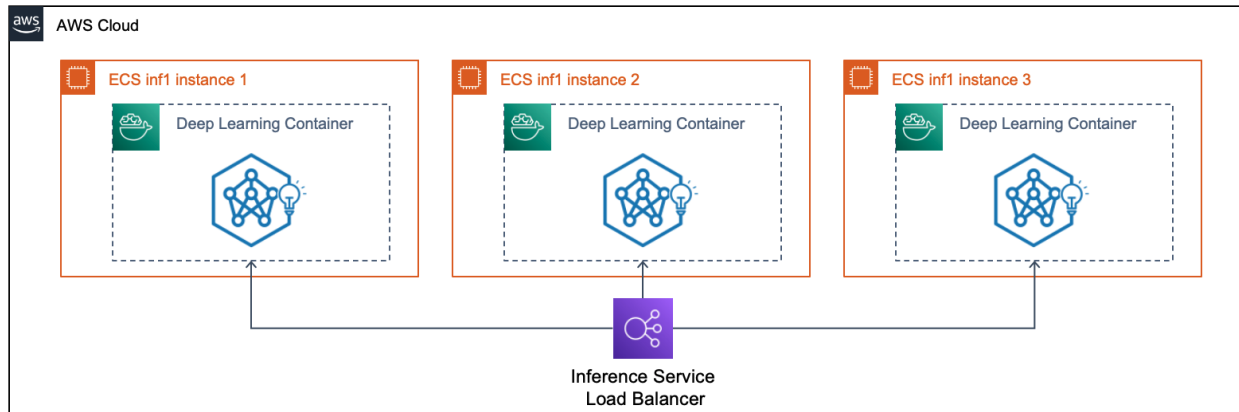 aws
AWS Cloud
ECS inf1 instance 1
Deep Learning Container
ECS inf1 instance 2
Deep Learning Container
ECS inf1 instance 3
Deep Learning Container
Inference Service
Load Balancer